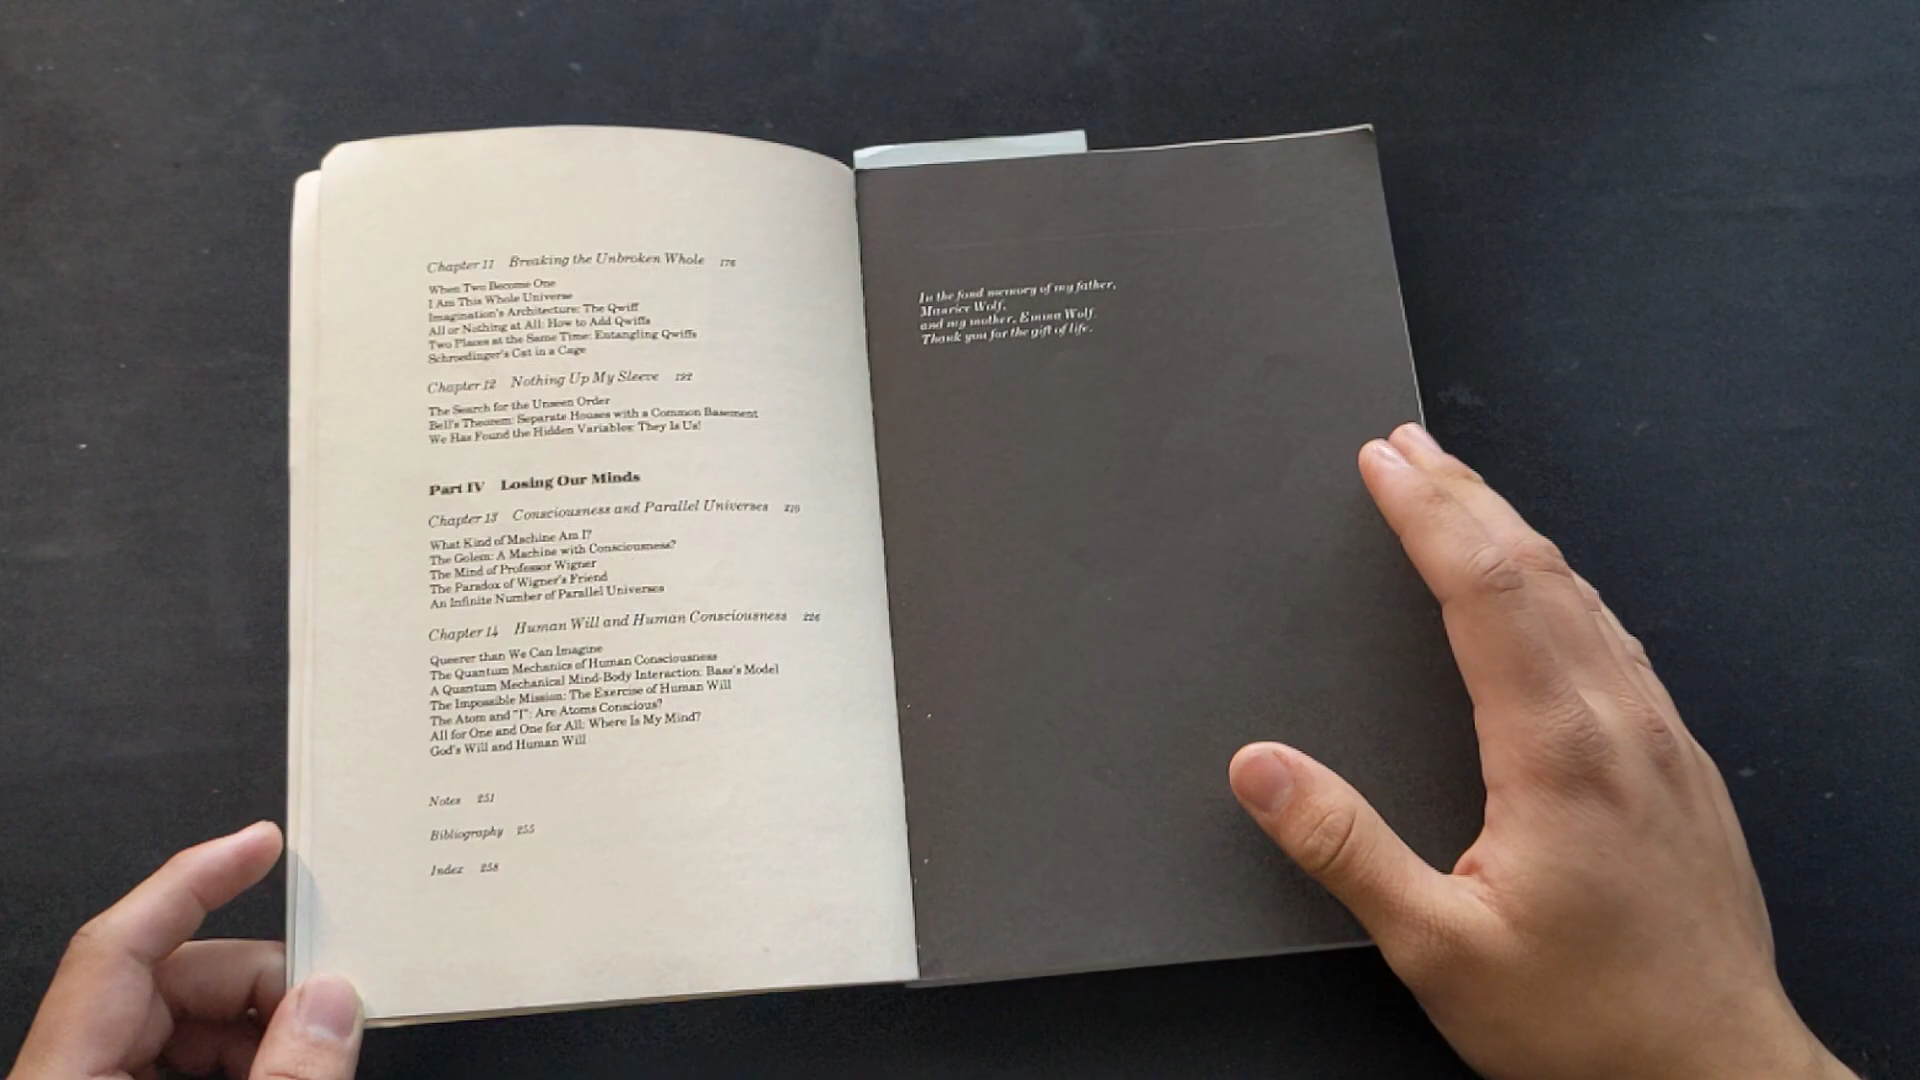 Chapter 11 Breaking the Unbroken Whole 176
When Two Become One
I Am This Whole Universe
Imagination's Architecture: The Qwiff
All or Nothing at All: How to Add Qwiffs
Two Places at the Same Time: Entangling Qwiffs
Schroedinger's Cat in a Cage
Chapter 12 Nothing Up My Sleeve 192
The Search for the Unseen Order
Bell's Theorem: Separate Houses with a Common Basement
We Has Found the Hidden Variables: They Is Us!
Part IV Losing Our Minds
Chapter 13 Consciousness and Parallel Universes 210
What Kind of Machine Am I?
The Golem: A Machine with Consciousness?
The Mind of Professor Wigner
The Paradox of Wigner's Friend
An Infinite Number of Parallel Universes
Chapter 14 Human Will and Human Consciousness 226
Queerer than We Can Imagine
The Quantum Mechanics of Human Consciousness
A Quantum Mechanical Mind-Body Interaction: Bass's Model
The Impossible Mission: The Exercise of Human Will
The Atom and "I": Are Atoms Conscious?
All for One and One for All: Where Is My Mind?
God's Will and Human Will
Notes 251
Bibliography 255
Index 258
In the fond memory of my father,
Maurice Wolf,
and my mother, Emma Wolf.
Thank you for the gift of life.